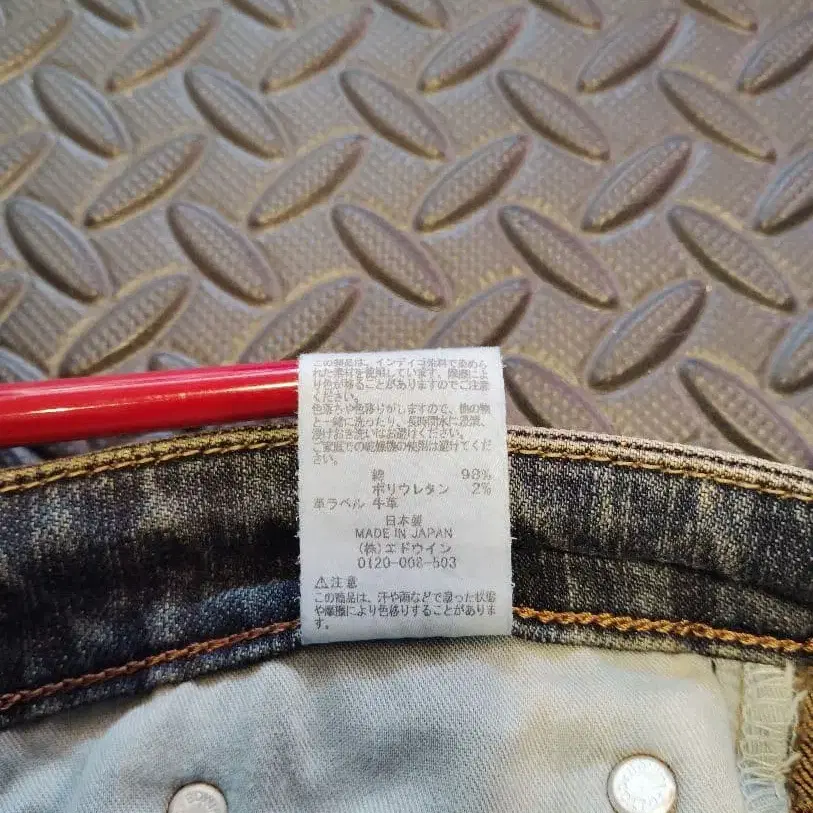 この製品は、インディゴ染料で染めら
れた素材を使用しています。摩擦によ
り色が移ることがありますのでご注意
ください。
色落ちや色移りがしますので、他の物
と一緒に洗ったり、長時間水に浸漬、
浸け おき洗いはお避けください。
ご家庭での乾燥機の使用は避けてくだ
さい。
綿 98%
ポリウレタン 2%
革ラベル 牛革
日本製
MADE IN JAPAN
(株)エドウイン
0120-008-503
⚠注意
この商品は、汗や雨などで湿った状態
や摩擦により色移りすることがありま
す。